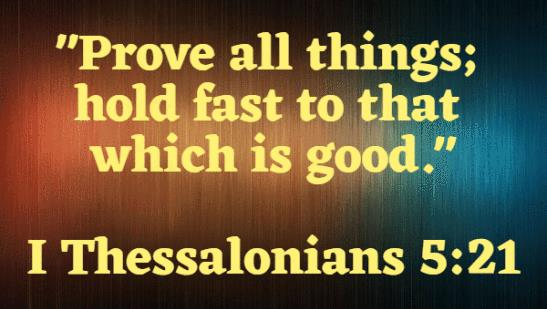 "Prove all things;
hold fast to that
which is good."
I Thessalonians 5:21